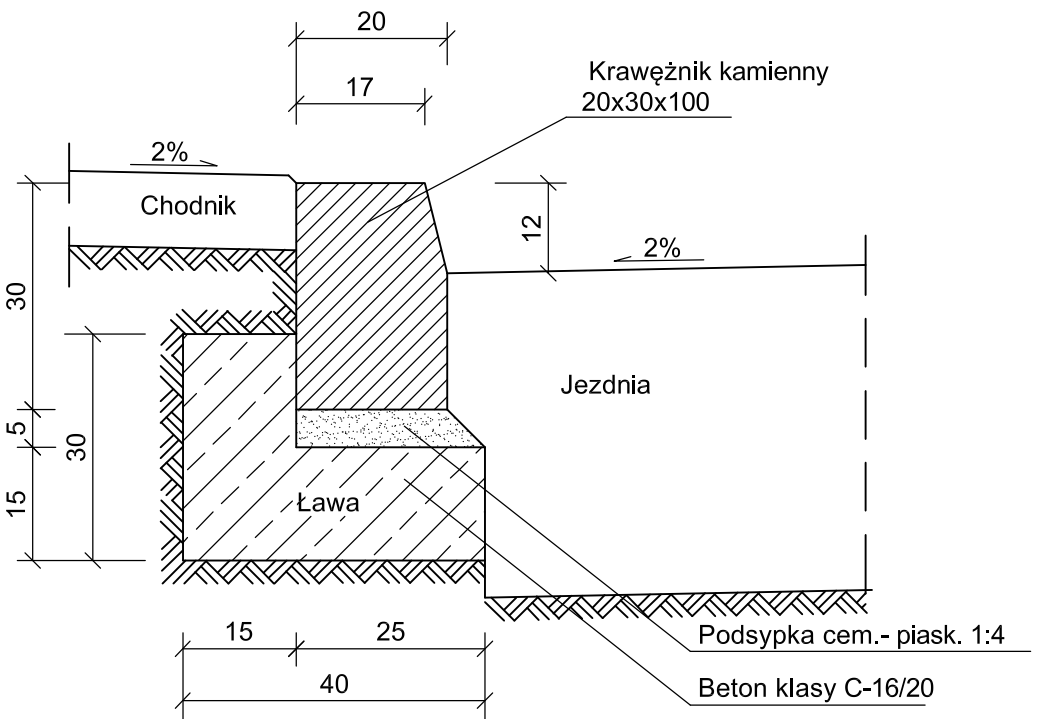 20
17
Krawężnik kamienny
20x30x100
2%
Chodnik
12
2%
30
Jezdnia
5
30
15
Ława
15
25
40
Podsypka cem.- piask. 1:4
Beton klasy C-16/20